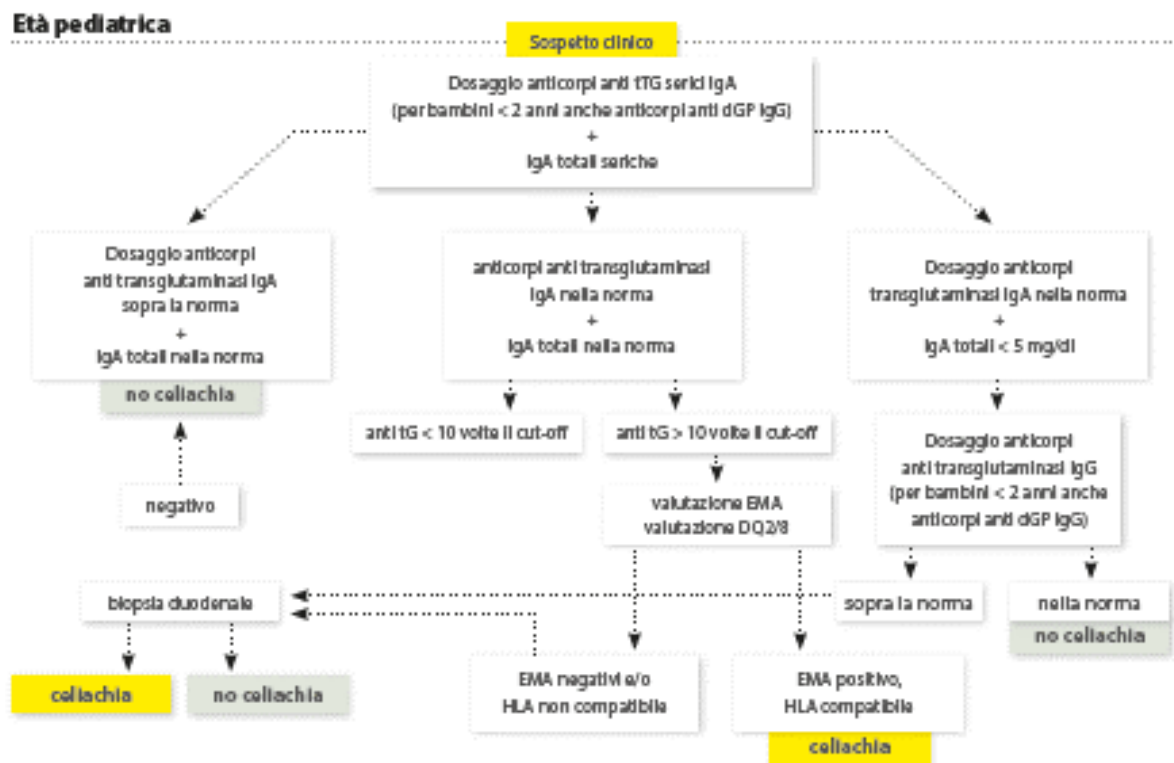 Età pediatrica
Sospetto clinico
Dosaggio anticorpi anti tTG serici IgA
(per bambini < 2 anni anche anticorpi anti dGP IgG)
+
IgA totali seriche
Dosaggio anticorpi
anti transglutaminasi IgA
sopra la norma
+
IgA totali nella norma
no celiachia
negativo
anticorpi anti transglutaminasi
IgA nella norma
+
IgA totali nella norma
anti tG < 10 volte il cut-off
anti tG > 10 volte il cut-off
valutazione EMA
valutazione DQ2/8
Dosaggio anticorpi
transglutaminasi IgA nella norma
+
IgA totali < 5 mg/dl
Dosaggio anticorpi
anti transglutaminasi IgG
(per bambini < 2 anni anche
anticorpi anti dGP IgG)
sopra la norma
nella norma
no celiachia
biopsia duodenale
celiachia
no celiachia
EMA negativi e/o
HLA non compatibile
EMA positivo,
HLA compatibile
celiachia